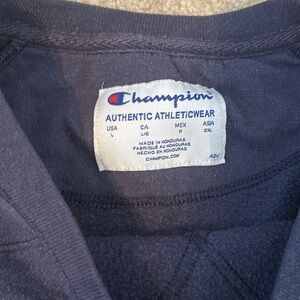 Champion
AUTHENTIC ATHLETICWEAR
USA CA MEX ASIA
L L/G G 2XL
MADE IN HONDURAS
FABRIQUÉ AU HONDURAS
HECHO EN HONDURAS
CHAMPION.COM ASV